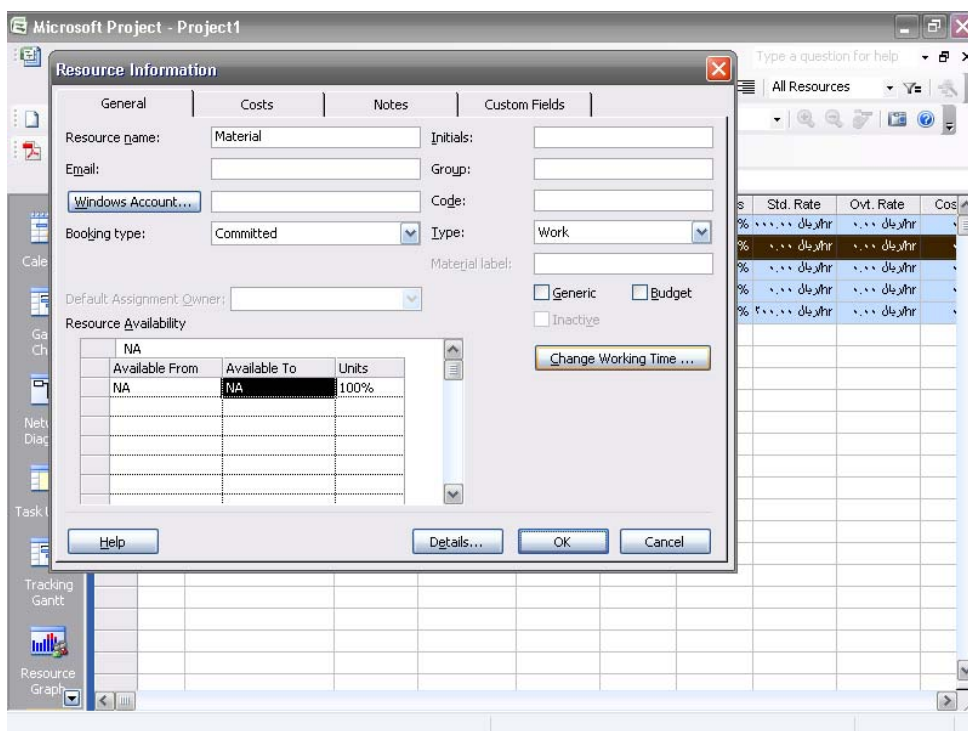 Microsoft Project - Project1
Type a question for help
Resource Information
All Resources
General Costs Notes Custom Fields
Resource name: Material Initials:
Email: Group:
Windows Account... Code:
Booking type: Committed Type: Work
Material label:
Default Assignment Owner: Generic Budget
Inactive
Resource Availability
Change Working Time ...
NA
Available From Available To Units
NA NA 100%
Help Details... OK Cancel
Std. Rate Ovt. Rate
Tracking
Gantt
Resource
Graph